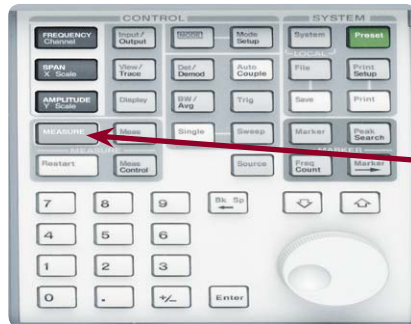 CONTROL SYSTEM
FREQUENCY Channel Input/ Output MODE Mode Setup System Preset
LOCAL
SPAN X Scale View/ Trace Det/ Demod Auto Couple File Print Setup
AMPLITUDE Y Scale Display BW/ Avg Trig Save Print
MEASURE Meas Single Sweep Marker Peak Search
MEASURE MARKER
Restart Meas Control Source Freq Count Marker
7 8 9 Bk Sp
4 5 6
1 2 3
0 . +/− Enter